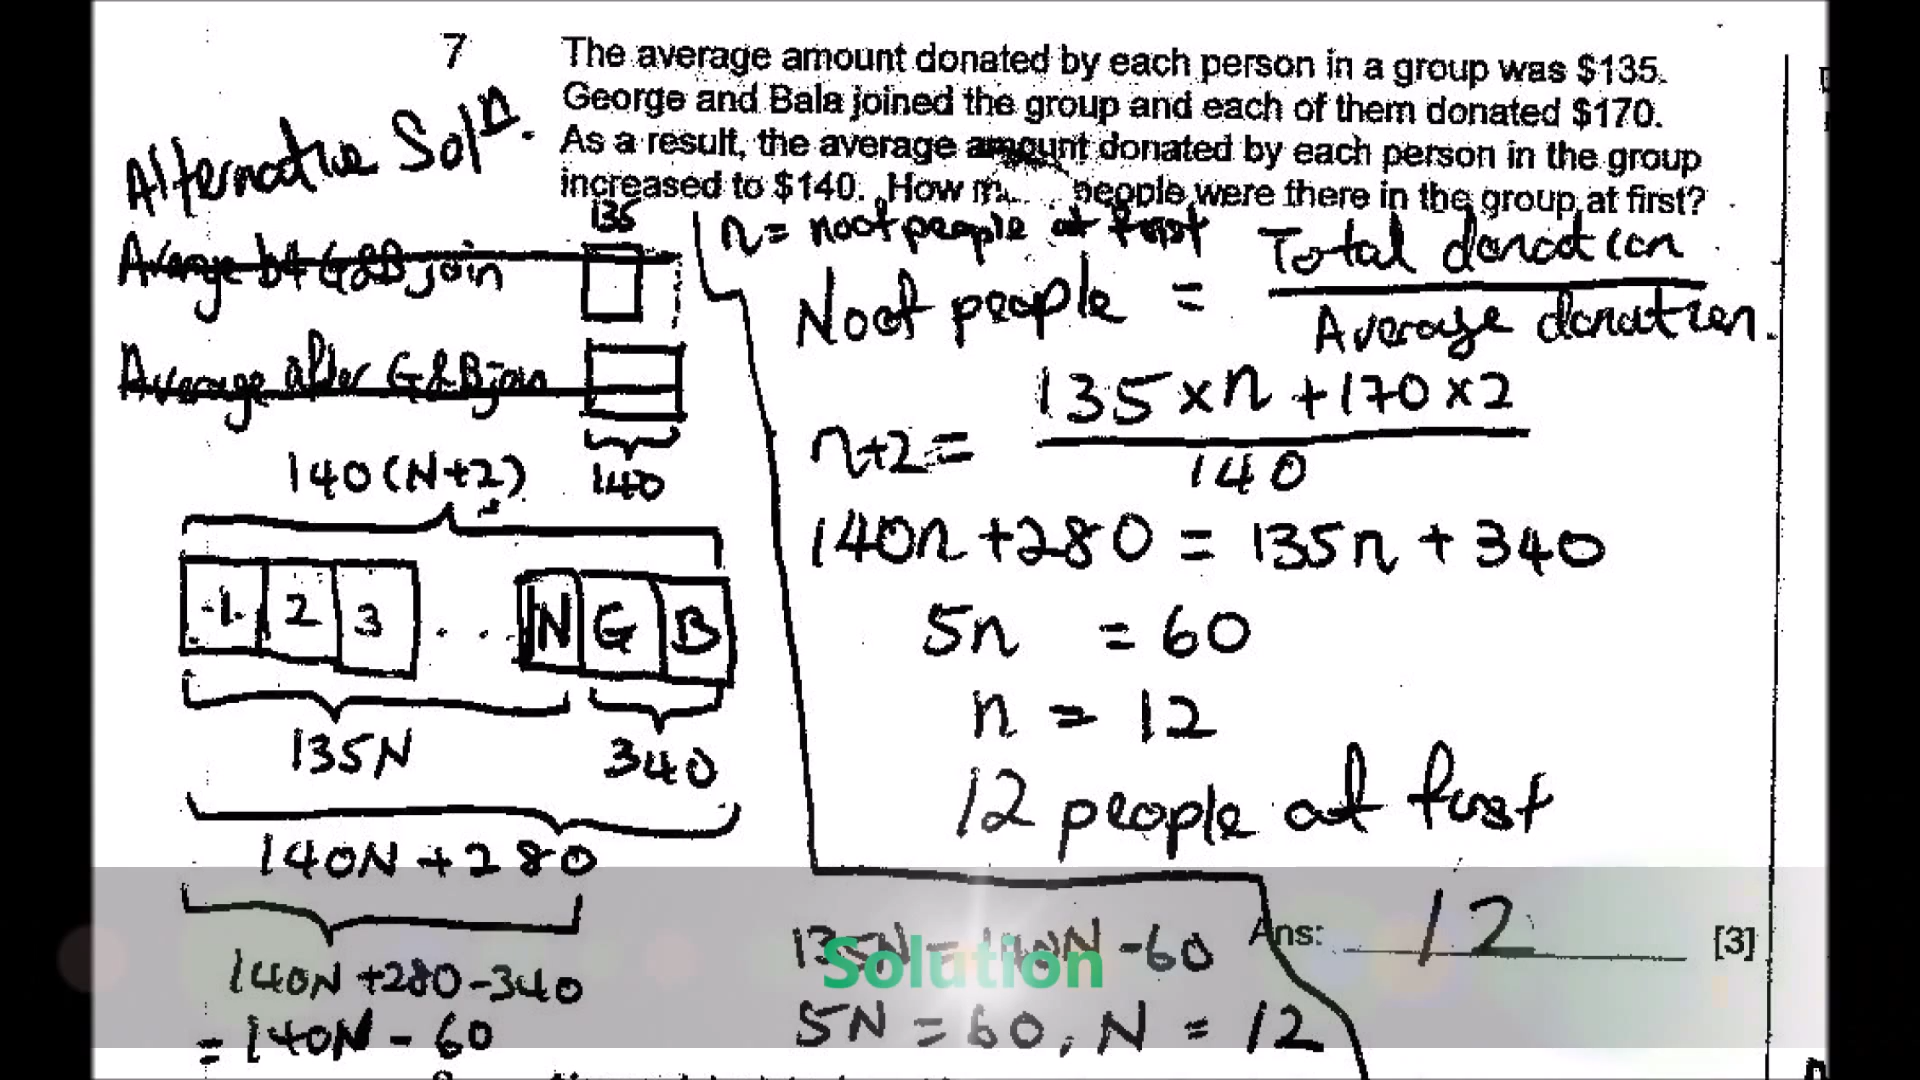 7
The average amount donated by each person in a group was $135.
George and Bala joined the group and each of them donated $170.
As a result, the average amount donated by each person in the group
increased to $140. How m... people were there in the group at first?
Alternative Solⁿ.
135
Average b4 G&B join
Average after G&B join
140
140(N+2)
1 2 3 . . . N G B
135N
340
140N + 280
140N +280-340
= 140N - 60
n = no of people at first
No of people = Total donation
Average donation.
135 x n + 170 x 2
n+2 =
140
140n + 280 = 135n + 340
5n = 60
n = 12
12 people at first
135N = 140N - 60
5N = 60, N = 12
Ans: 12 [3]
Solution